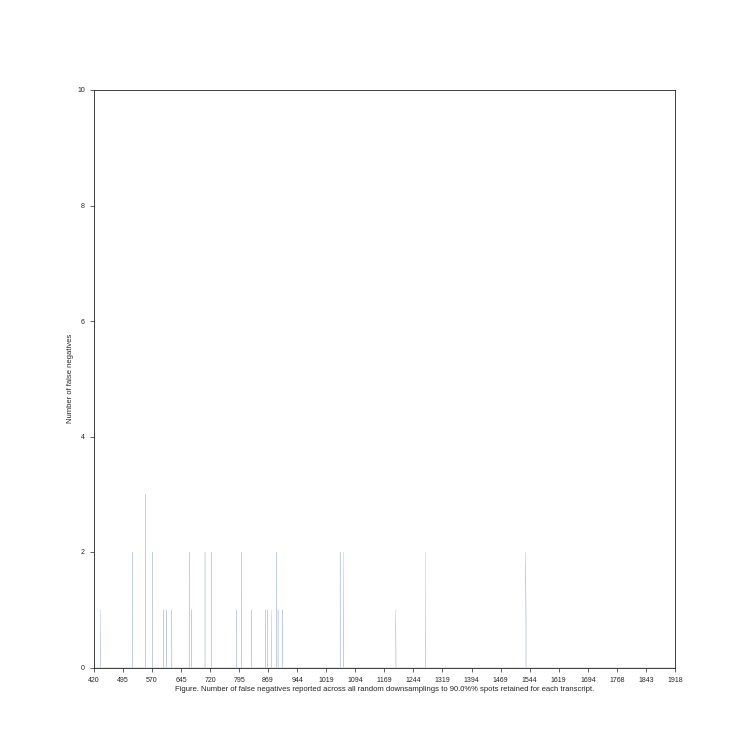 10
8
6
4
2
0
Number of false negatives
420 495 570 645 720 795 869 944 1019 1094 1169 1244 1319 1394 1469 1544 1619 1694 1768 1843 1918
Figure. Number of false negatives reported across all random downsamplings to 90.0%% spots retained for each transcript.